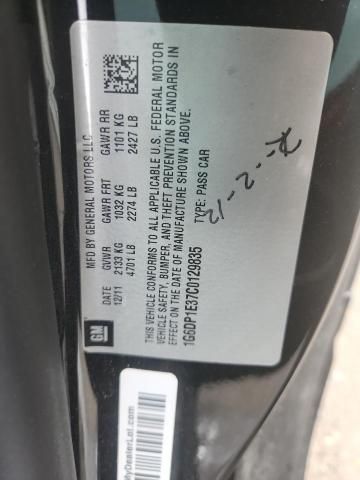 MFD BY GENERAL MOTORS LLC
DATE GVWR GAWR FRT GAWR RR
12/11 2133 KG 1032 KG 1101 KG
4701 LB 2274 LB 2427 LB
THIS VEHICLE CONFORMS TO ALL APPLICABLE U.S. FEDERAL MOTOR
VEHICLE SAFETY, BUMPER, AND THEFT PREVENTION STANDARDS IN
EFFECT ON THE DATE OF MANUFACTURE SHOWN ABOVE.
1G6DP1E37C0129835 TYPE: PASS CAR
GM
MyDealerLot.com